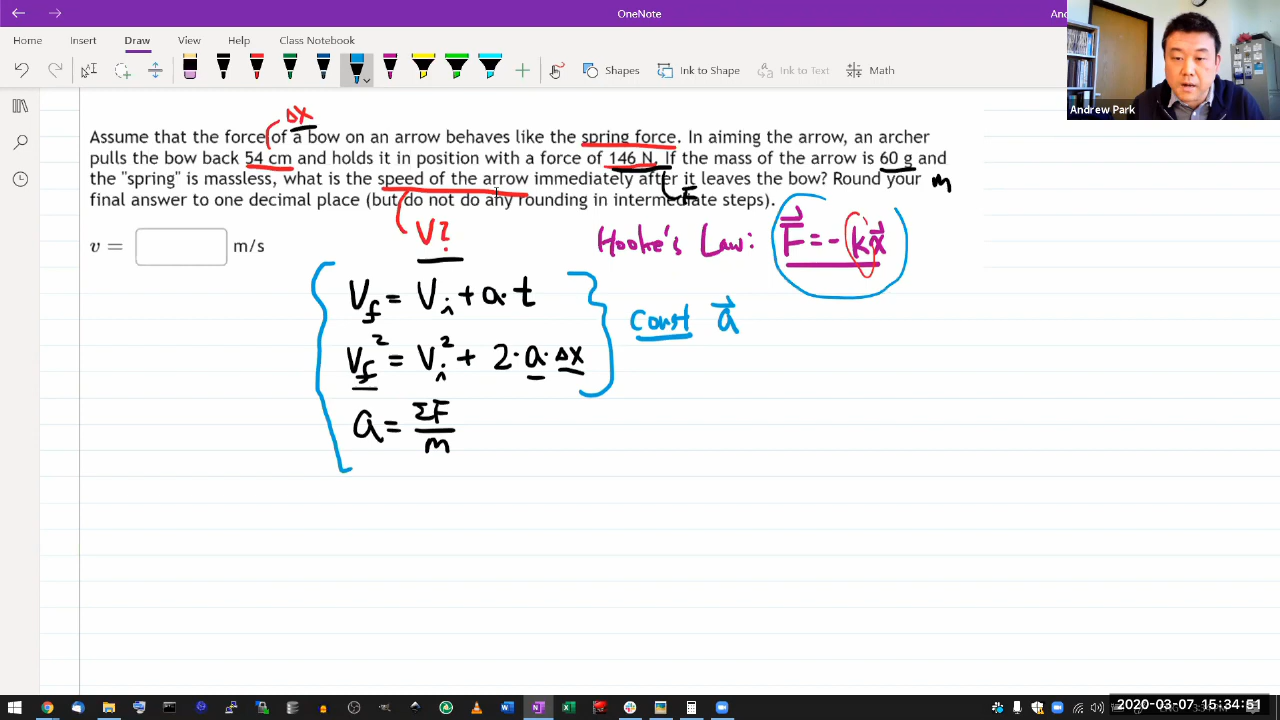 OneNote
Home Insert Draw View Help Class Notebook
Shapes Ink to Shape Ink to Text Math
Andrew Park
Δx
Assume that the force of a bow on an arrow behaves like the spring force. In aiming the arrow, an archer
pulls the bow back 54 cm and holds it in position with a force of 146 N. If the mass of the arrow is 60 g and
the "spring" is massless, what is the speed of the arrow immediately after it leaves the bow? Round your m
final answer to one decimal place (but do not do any rounding in intermediate steps). F
v = m/s
V?
Hooke's Law: F⃗ = - kx⃗
V_f = V_i + a · t
const a⃗
V_f² = V_i² + 2 · a · Δx
a = ΣF/m
2020-03-07 15:34:51